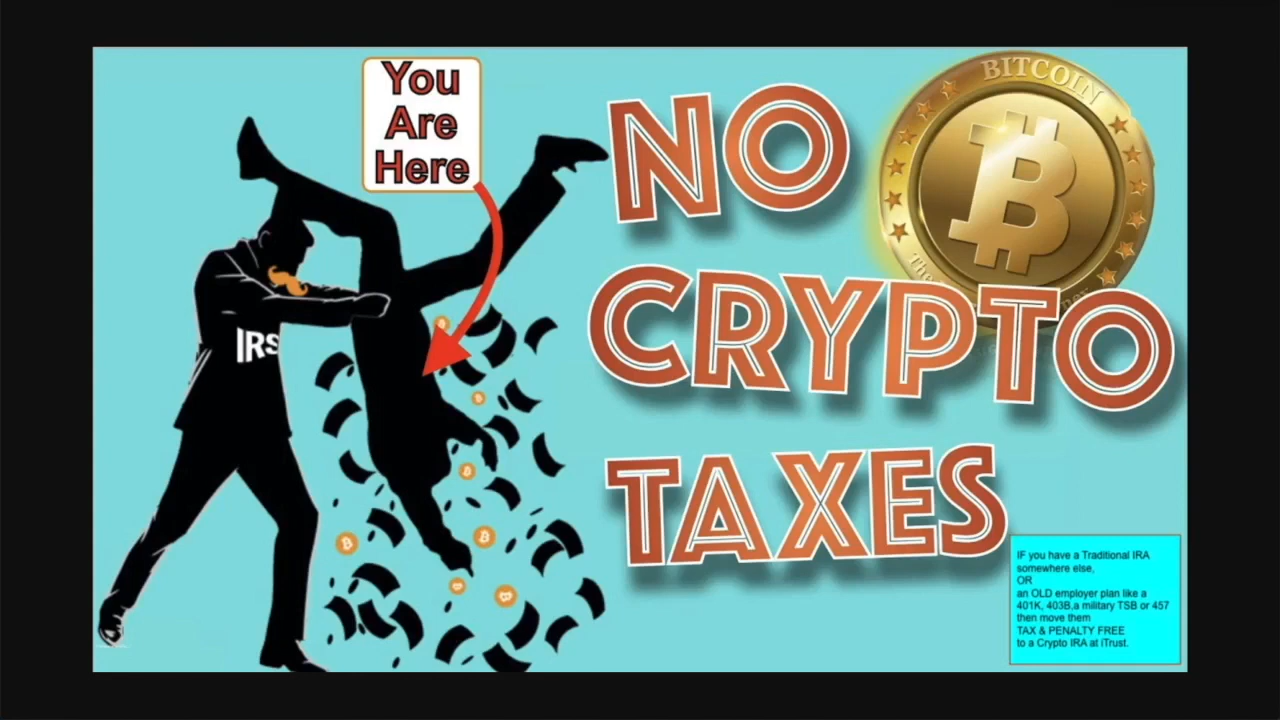 You
Are
Here
IRS
NO
CRYPTO
TAXES
BITCOIN
IF you have a Traditional IRA
somewhere else,
OR
an OLD employer plan like a
401K, 403B,a military TSB or 457
then move them
TAX & PENALTY FREE
to a Crypto IRA at iTrust.